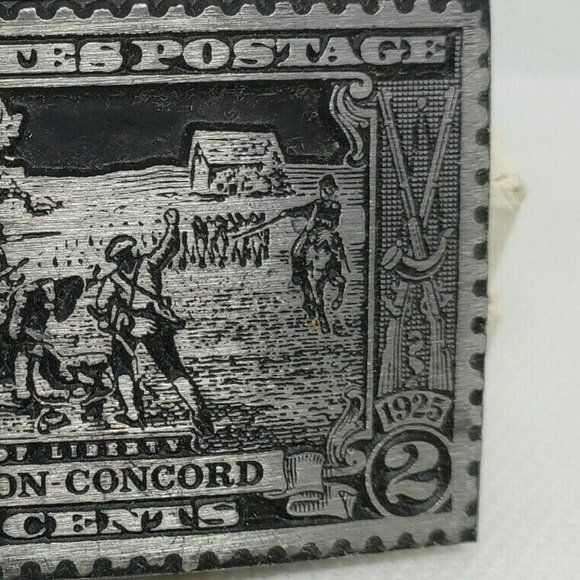 TES POSTAGE
1925
OF LIBERTY
ON-CONCORD
2
CENTS